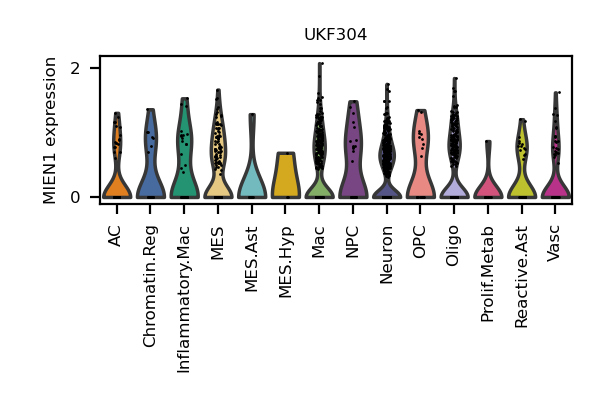 UKF304
MIEN1 expression
2
0
AC
Chromatin.Reg
Inflammatory.Mac
MES
MES.Ast
MES.Hyp
Mac
NPC
Neuron
OPC
Oligo
Prolif.Metab
Reactive.Ast
Vasc